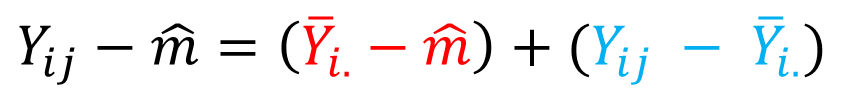 Y_{ij} − m̂ = (Ȳ_{i.} − m̂) + (Y_{ij} − Ȳ_{i.})